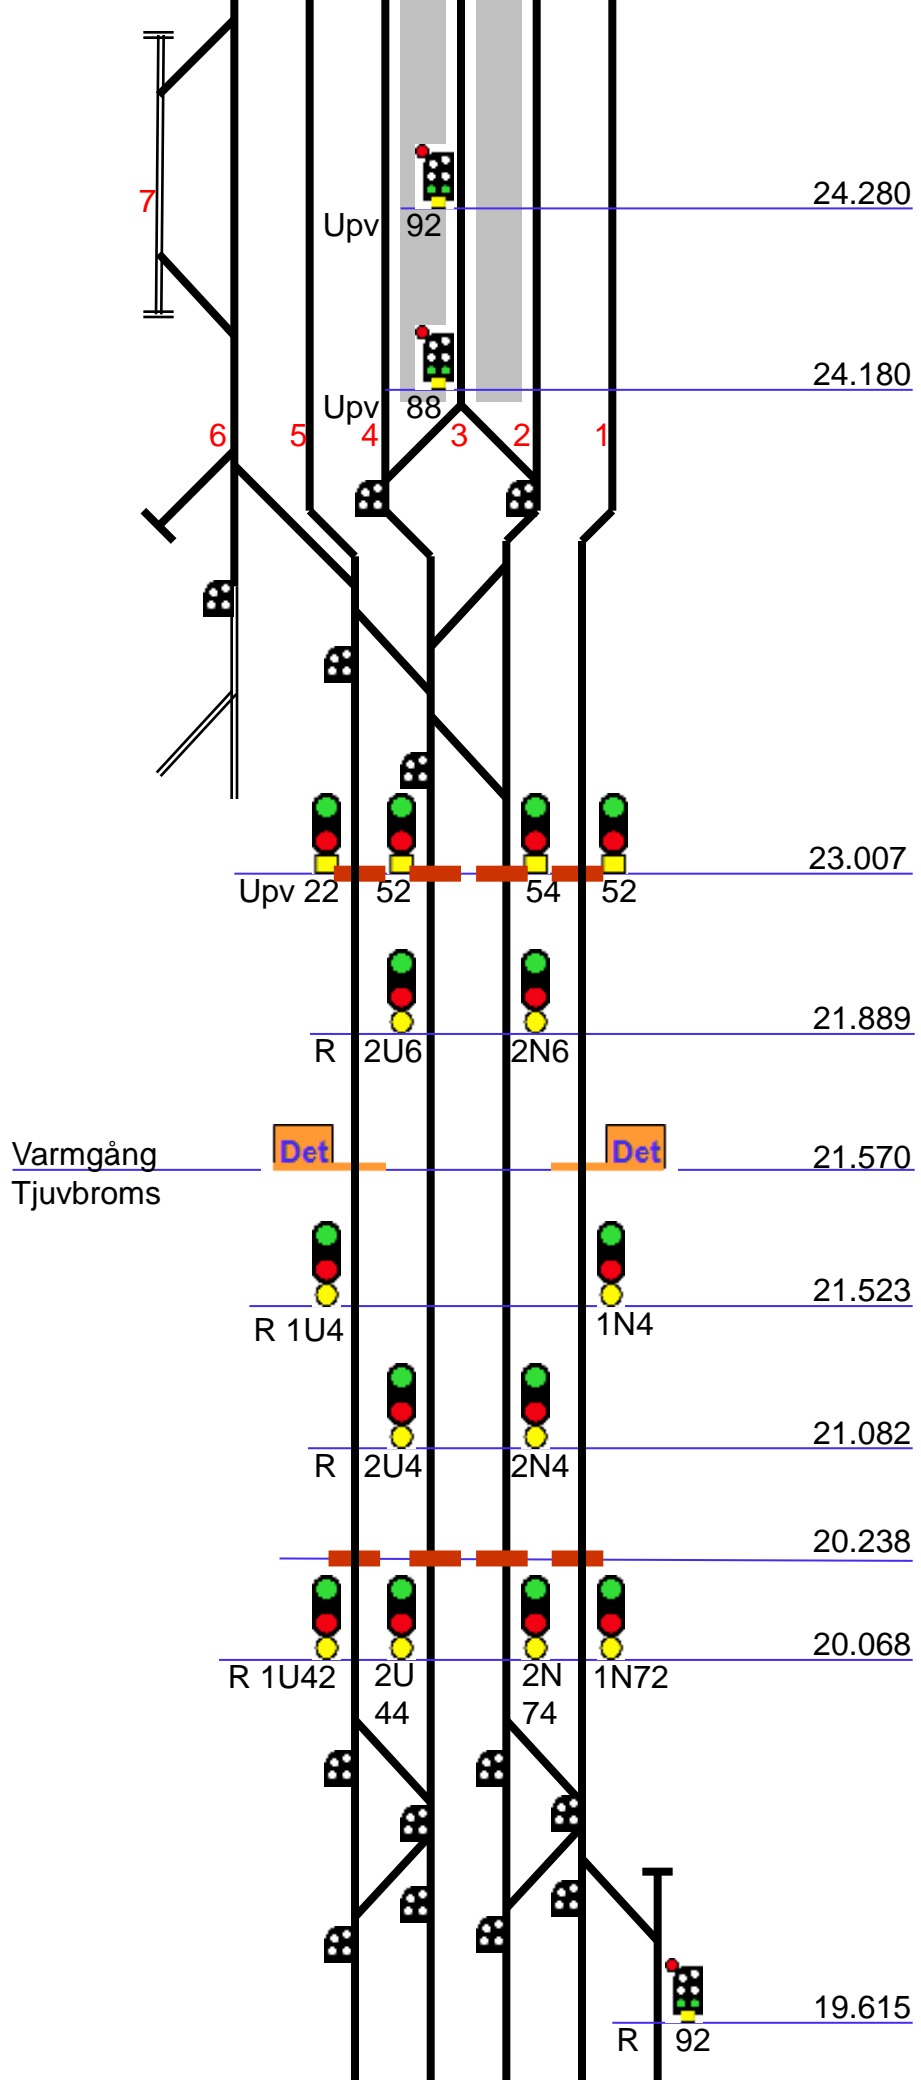 7
24.280
Upv 92
24.180
Upv 88
6 5 4 3 2 1
23.007
Upv 22 52 54 52
21.889
R 2U6 2N6
Varmgång Det Det 21.570
Tjuvbroms
21.523
R 1U4 1N4
21.082
R 2U4 2N4
20.238
20.068
R 1U42 2U 2N 1N72
44 74
19.615
R 92